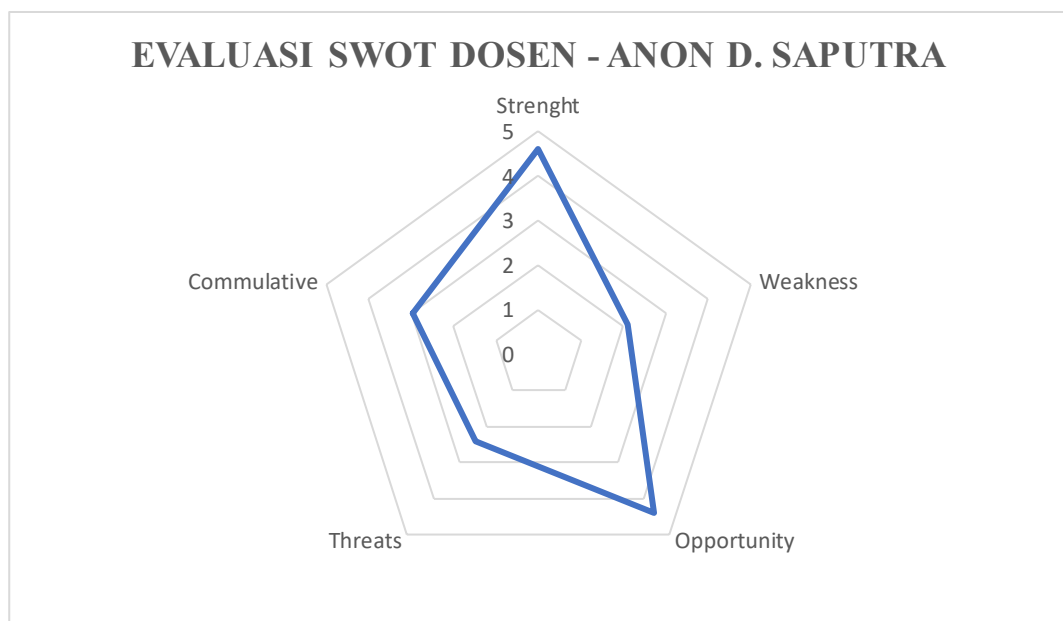 EVALUASI SWOT DOSEN - ANON D. SAPUTRA
Strenght
5
4
3
2
1
0
Commulative
Weakness
Threats
Opportunity